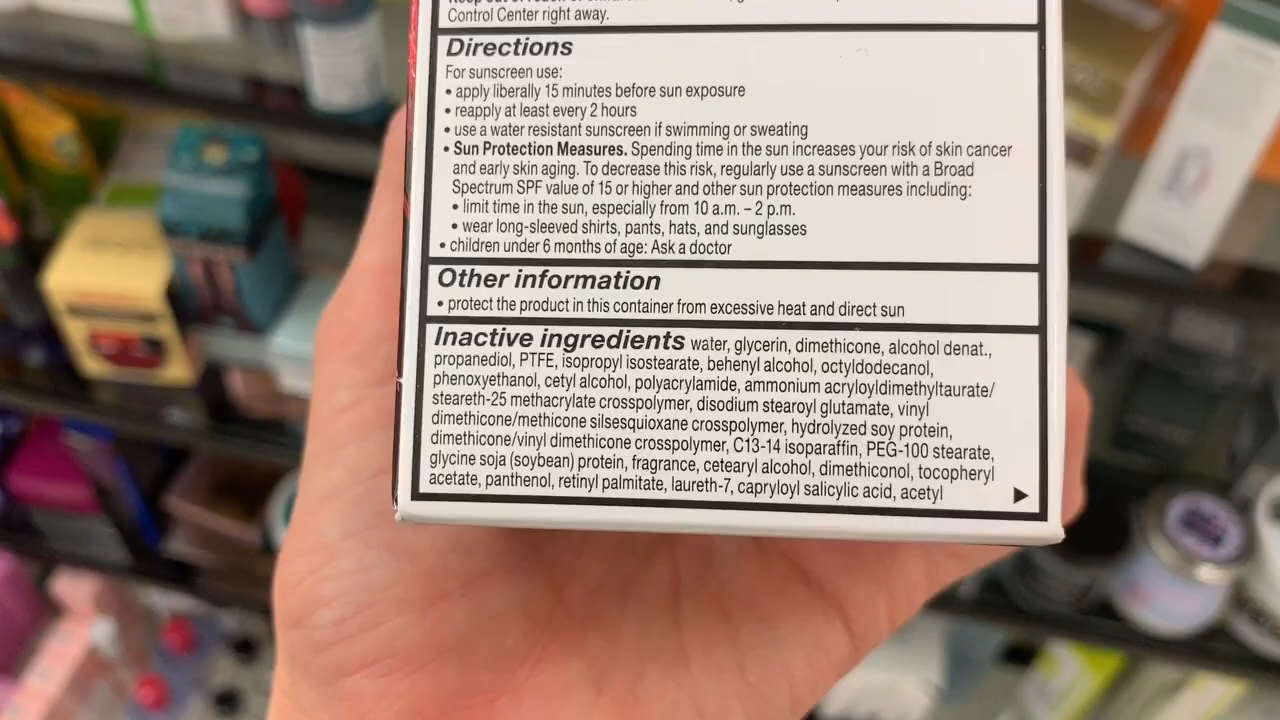 Control Center right away.
Directions
For sunscreen use:
• apply liberally 15 minutes before sun exposure
• reapply at least every 2 hours
• use a water resistant sunscreen if swimming or sweating
• Sun Protection Measures. Spending time in the sun increases your risk of skin cancer
and early skin aging. To decrease this risk, regularly use a sunscreen with a Broad
Spectrum SPF value of 15 or higher and other sun protection measures including:
• limit time in the sun, especially from 10 a.m. – 2 p.m.
• wear long-sleeved shirts, pants, hats, and sunglasses
• children under 6 months of age: Ask a doctor
Other information
• protect the product in this container from excessive heat and direct sun
Inactive ingredients water, glycerin, dimethicone, alcohol denat.,
propanediol, PTFE, isopropyl isostearate, behenyl alcohol, octyldodecanol,
phenoxyethanol, cetyl alcohol, polyacrylamide, ammonium acryloyldimethyltaurate/
steareth-25 methacrylate crosspolymer, disodium stearoyl glutamate, vinyl
dimethicone/methicone silsesquioxane crosspolymer, hydrolyzed soy protein,
dimethicone/vinyl dimethicone crosspolymer, C13-14 isoparaffin, PEG-100 stearate,
glycine soja (soybean) protein, fragrance, cetearyl alcohol, dimethiconol, tocopheryl
acetate, panthenol, retinyl palmitate, laureth-7, capryloyl salicylic acid, acetyl